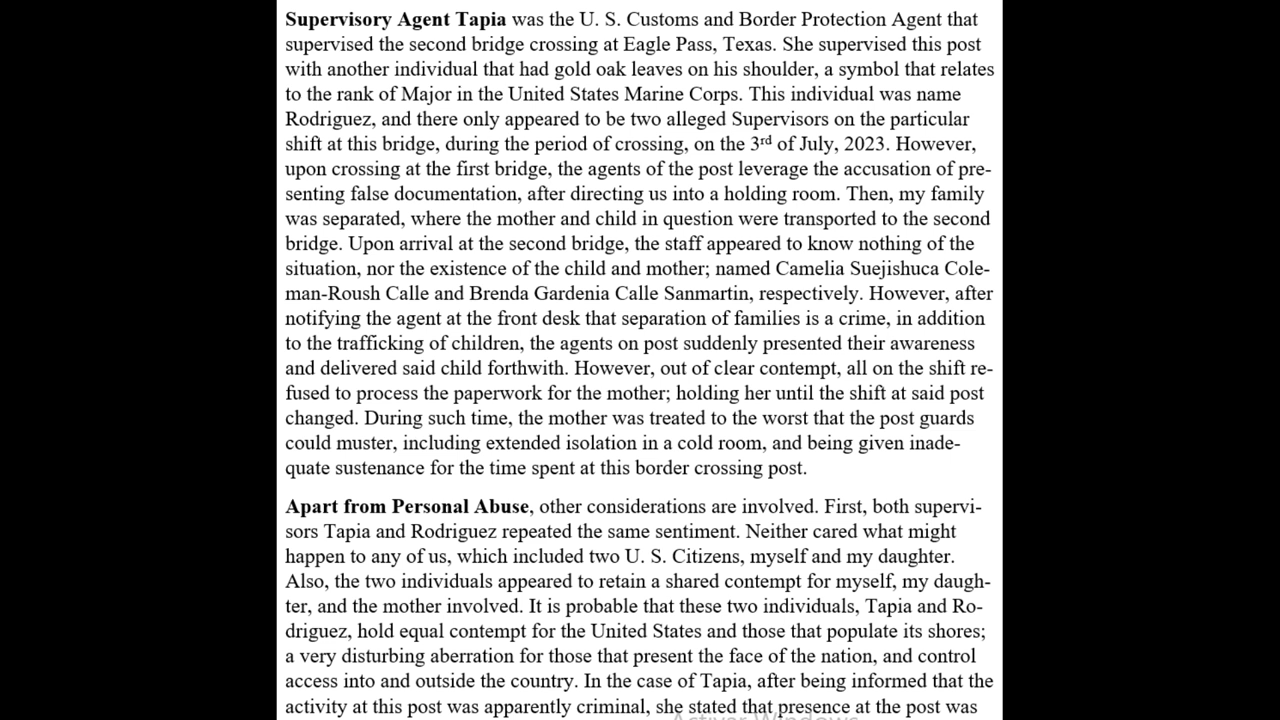 Supervisory Agent Tapia was the U. S. Customs and Border Protection Agent that
supervised the second bridge crossing at Eagle Pass, Texas. She supervised this post
with another individual that had gold oak leaves on his shoulder, a symbol that relates
to the rank of Major in the United States Marine Corps. This individual was name
Rodriguez, and there only appeared to be two alleged Supervisors on the particular
shift at this bridge, during the period of crossing, on the 3rd of July, 2023. However,
upon crossing at the first bridge, the agents of the post leverage the accusation of pre-
senting false documentation, after directing us into a holding room. Then, my family
was separated, where the mother and child in question were transported to the second
bridge. Upon arrival at the second bridge, the staff appeared to know nothing of the
situation, nor the existence of the child and mother; named Camelia Suejishuca Cole-
man-Roush Calle and Brenda Gardenia Calle Sanmartin, respectively. However, after
notifying the agent at the front desk that separation of families is a crime, in addition
to the trafficking of children, the agents on post suddenly presented their awareness
and delivered said child forthwith. However, out of clear contempt, all on the shift re-
fused to process the paperwork for the mother; holding her until the shift at said post
changed. During such time, the mother was treated to the worst that the post guards
could muster, including extended isolation in a cold room, and being given inade-
quate sustenance for the time spent at this border crossing post.
Apart from Personal Abuse, other considerations are involved. First, both supervi-
sors Tapia and Rodriguez repeated the same sentiment. Neither cared what might
happen to any of us, which included two U. S. Citizens, myself and my daughter.
Also, the two individuals appeared to retain a shared contempt for myself, my daugh-
ter, and the mother involved. It is probable that these two individuals, Tapia and Ro-
driguez, hold equal contempt for the United States and those that populate its shores;
a very disturbing aberration for those that present the face of the nation, and control
access into and outside the country. In the case of Tapia, after being informed that the
activity at this post was apparently criminal, she stated that presence at the post was
Activar Windows